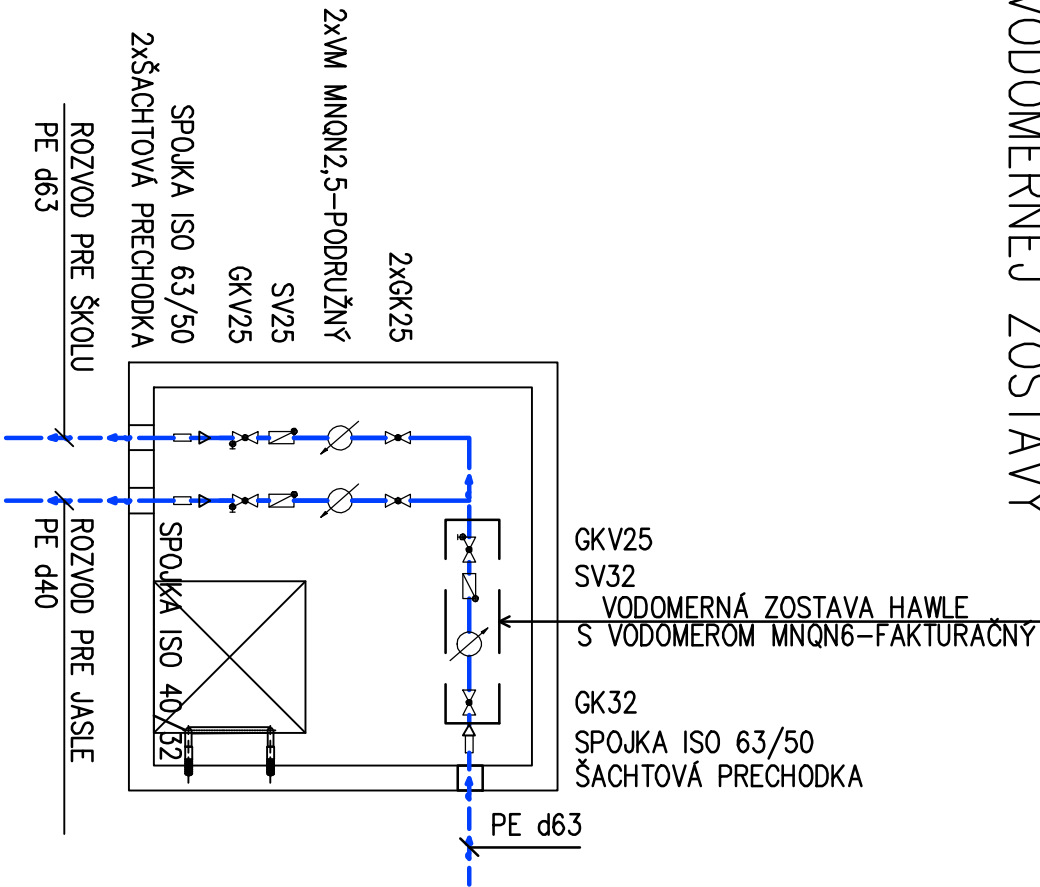 VODOMERNEJ ZOSTAVY
2xGK25
2xVM MNQN2,5-PODRUŽNÝ
SV25
GKV25
SPOJKA ISO 63/50
2xŠACHTOVÁ PRECHODKA
ROZVOD PRE ŠKOLU
PE d63
SPOJKA ISO 40/32
ROZVOD PRE JASLE
PE d40
GKV25
SV32
VODOMERNÁ ZOSTAVA HAWLE
S VODOMEROM MNQN6-FAKTURAČNÝ
GK32
SPOJKA ISO 63/50
ŠACHTOVÁ PRECHODKA
PE d63